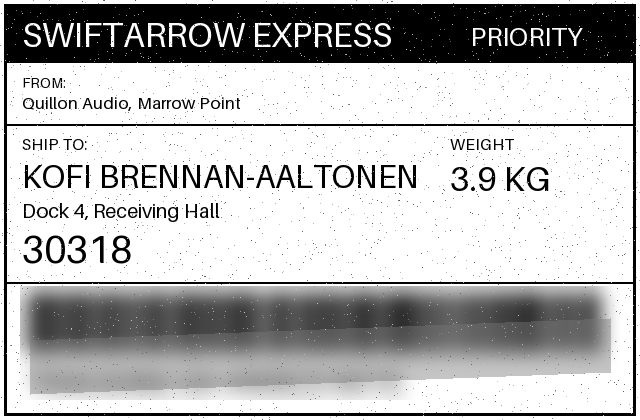 SWIFTARROW EXPRESS PRIORITY
FROM:
Quillon Audio, Marrow Point
SHIP TO:
WEIGHT
KOFI BRENNAN-AALTONEN
3.9 KG
Dock 4, Receiving Hall
30318